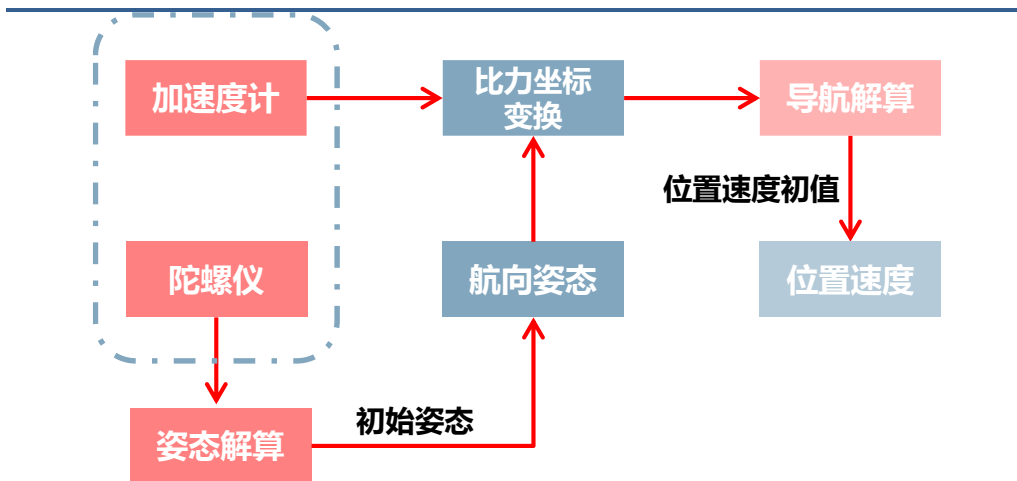 加速度计
比力坐标
变换
导航解算
位置速度初值
陀螺仪
航向姿态
位置速度
初始姿态
姿态解算